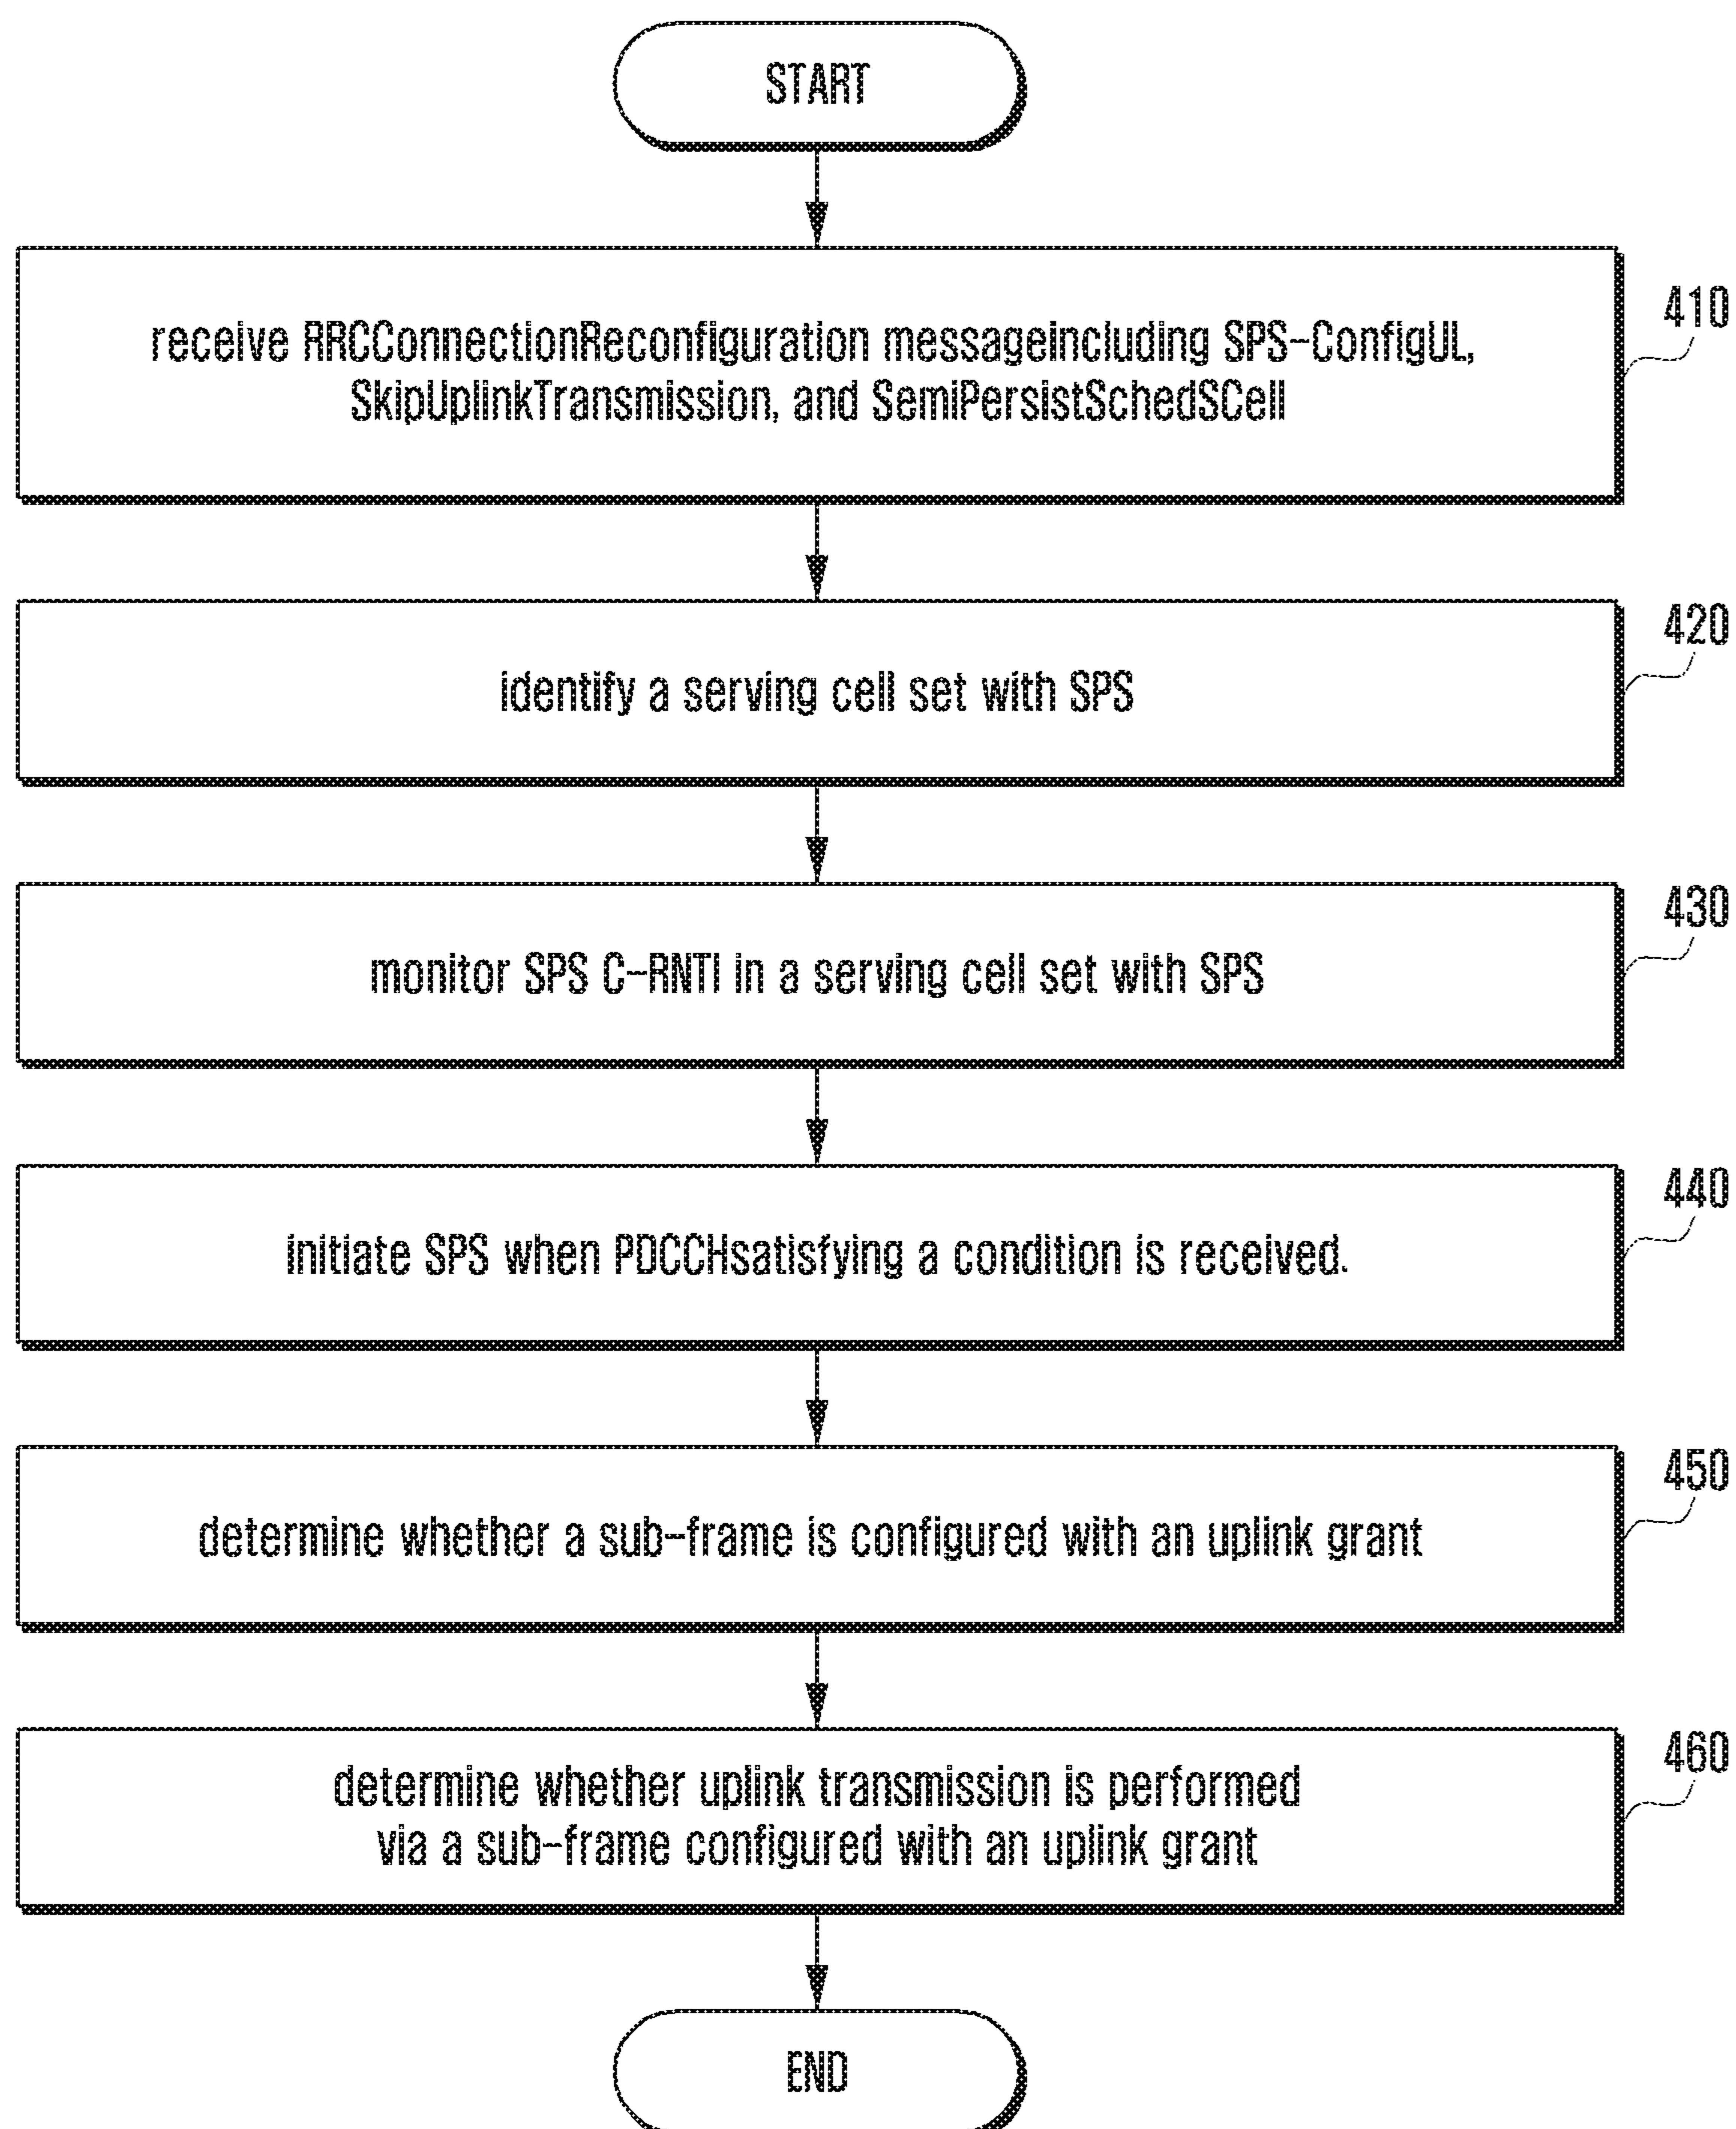 START
receive RRCConnectionReconfiguration messageincluding SPS-ConfigUL,
SkipUplinkTransmission, and SemiPersistSchedSCell
410
identify a serving cell set with SPS
420
monitor SPS C-RNTI in a serving cell set with SPS
430
initiate SPS when PDCCHsatisfying a condition is received.
440
determine whether a sub-frame is configured with an uplink grant
450
determine whether uplink transmission is performed
via a sub-frame configured with an uplink grant
460
END